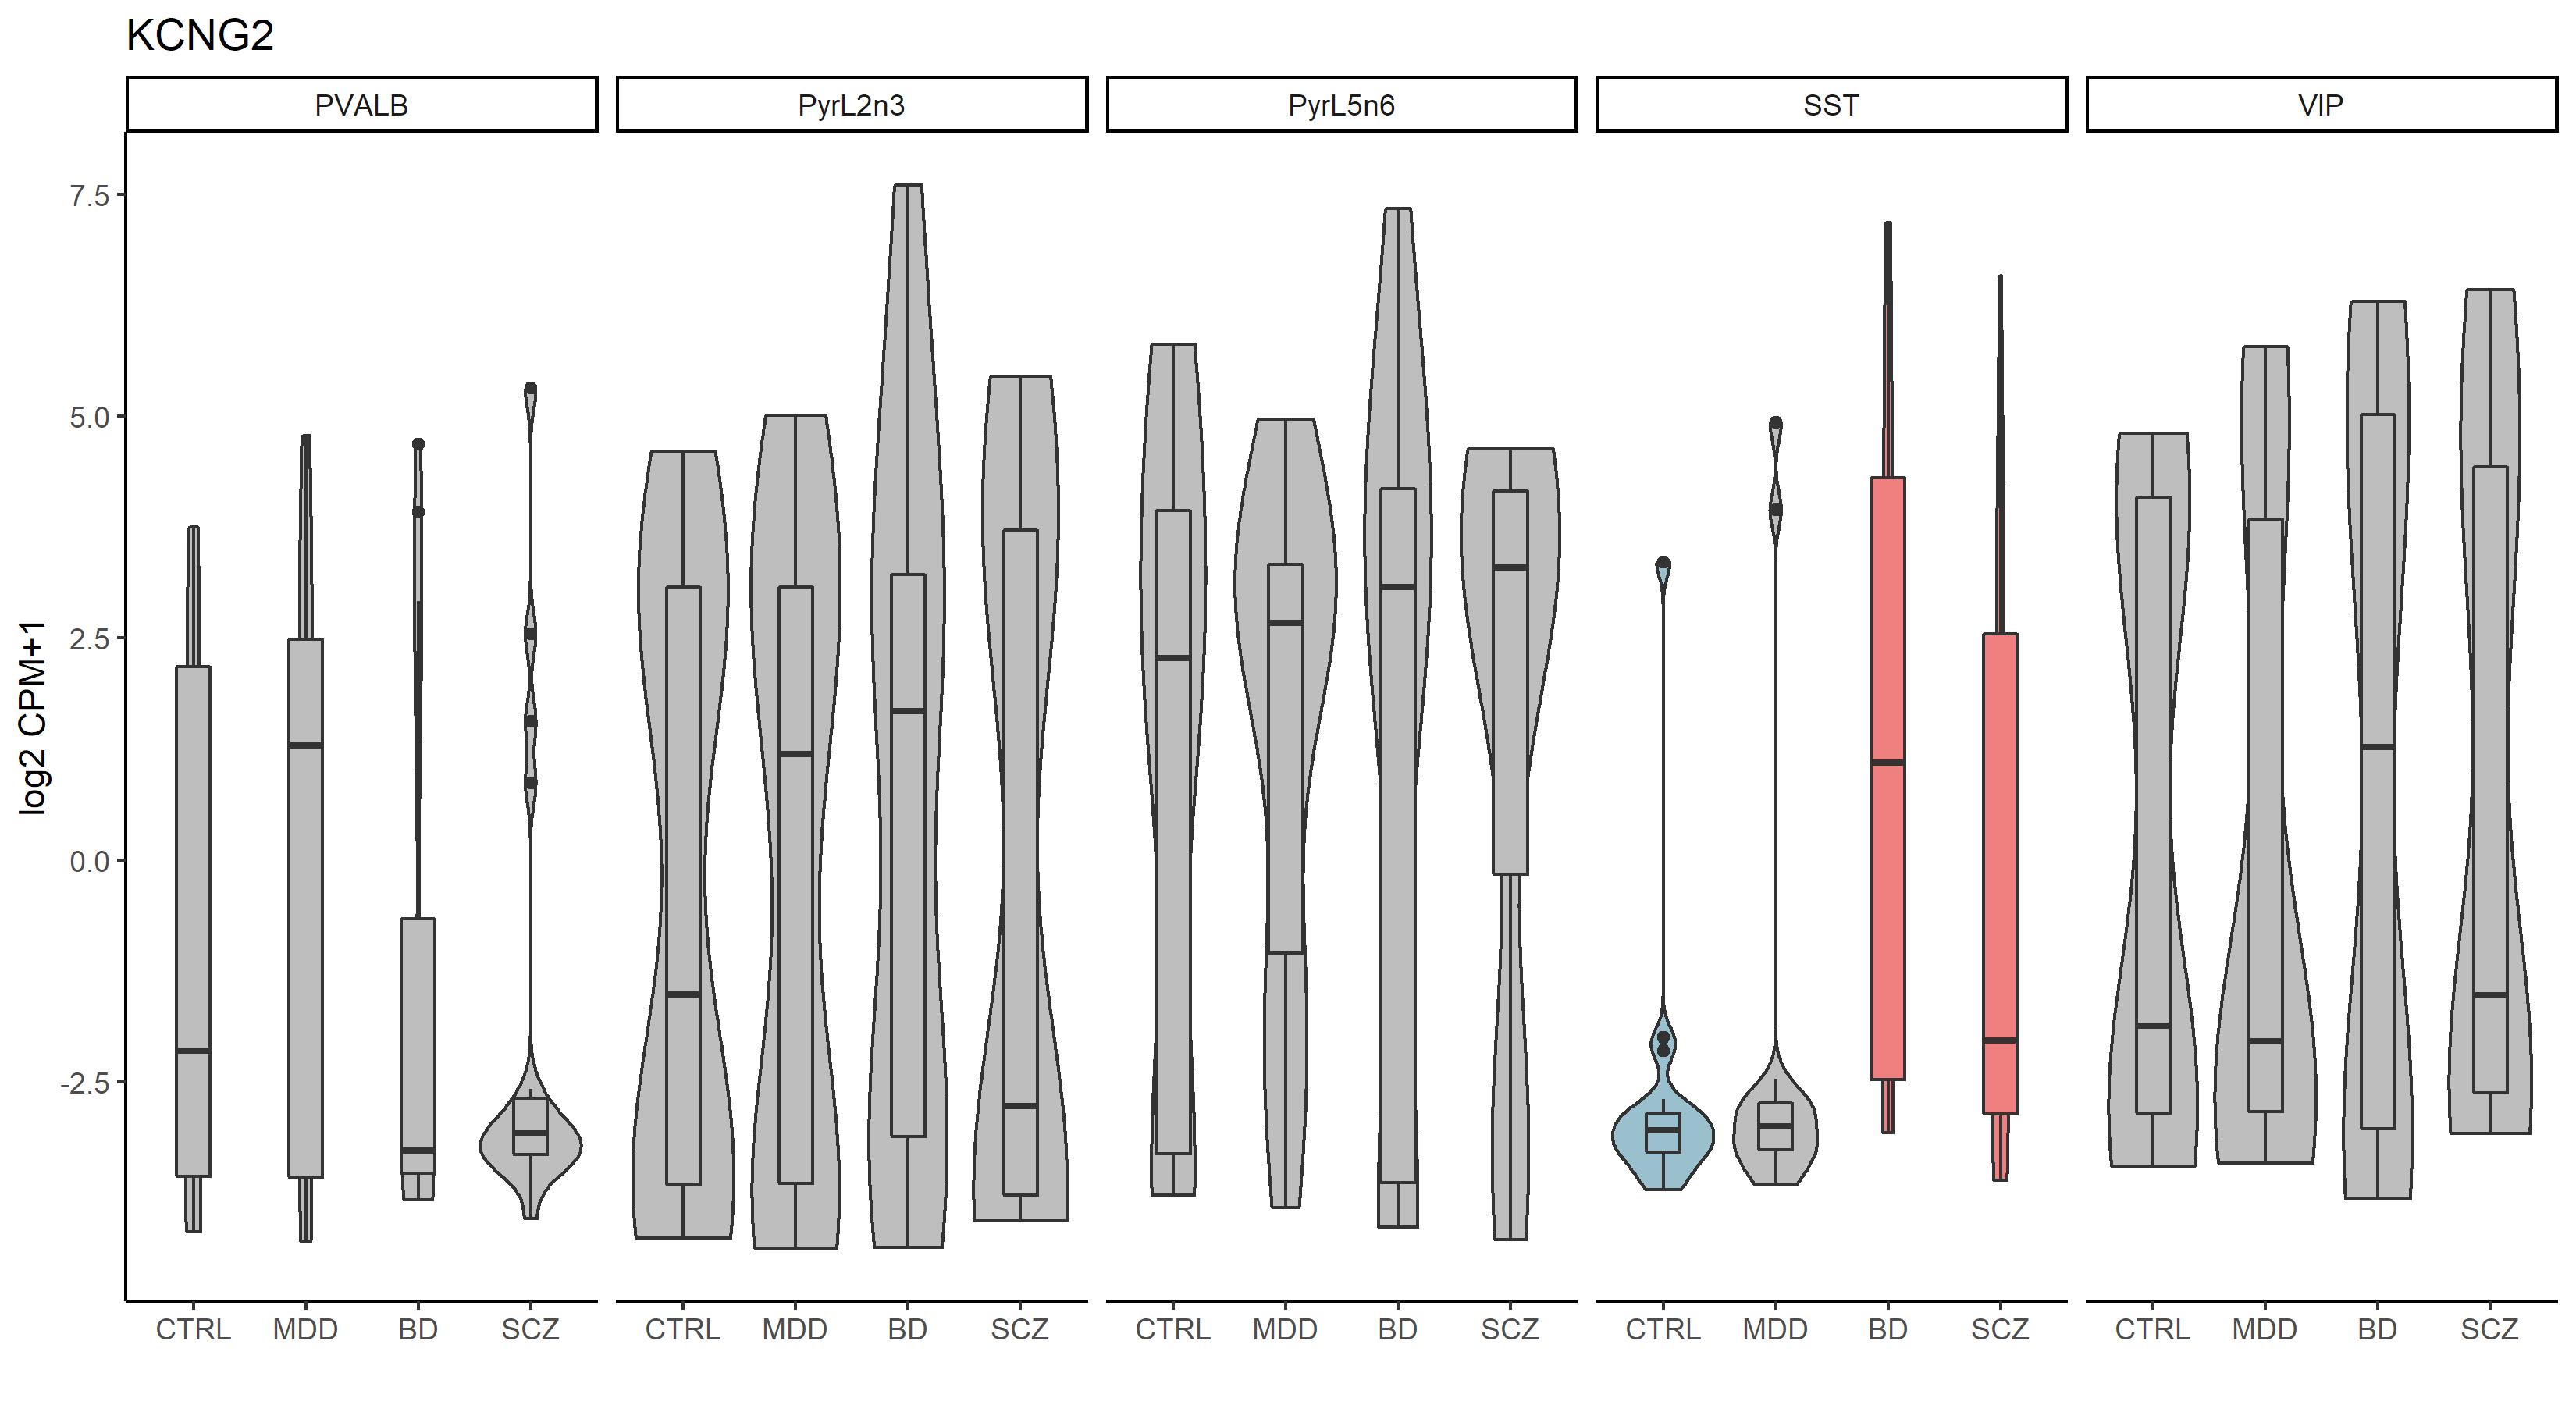 KCNG2
PVALB PyrL2n3 PyrL5n6 SST VIP
7.5
5.0
2.5
0.0
-2.5
log2 CPM+1
CTRL MDD BD SCZ CTRL MDD BD SCZ CTRL MDD BD SCZ CTRL MDD BD SCZ CTRL MDD BD SCZ